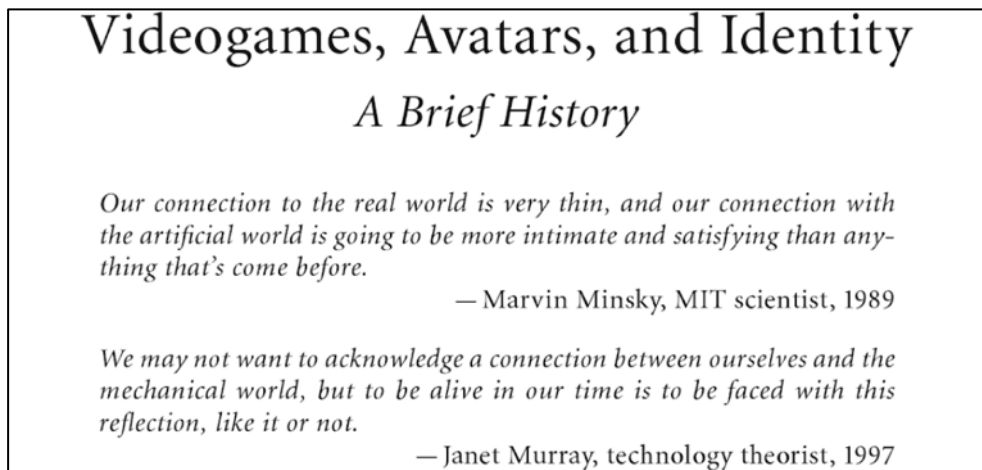 Videogames, Avatars, and Identity
A Brief History
Our connection to the real world is very thin, and our connection with
the artificial world is going to be more intimate and satisfying than any-
thing that's come before.
— Marvin Minsky, MIT scientist, 1989
We may not want to acknowledge a connection between ourselves and the
mechanical world, but to be alive in our time is to be faced with this
reflection, like it or not.
— Janet Murray, technology theorist, 1997